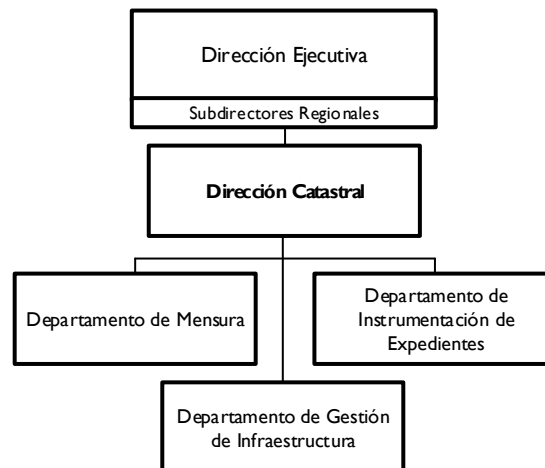 Dirección Ejecutiva
Subdirectores Regionales
Dirección Catastral
Departamento de Mensura
Departamento de
Instrumentación de
Expedientes
Departamento de Gestión
de Infraestructura